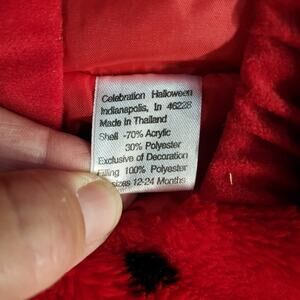 Celebration Halloween
Indianapolis, In 46228
Made in Thailand
Shell -70% Acrylic
30% Polyester
Exclusive of Decoration
Filling 100% Polyester
sizes 12-24 Months